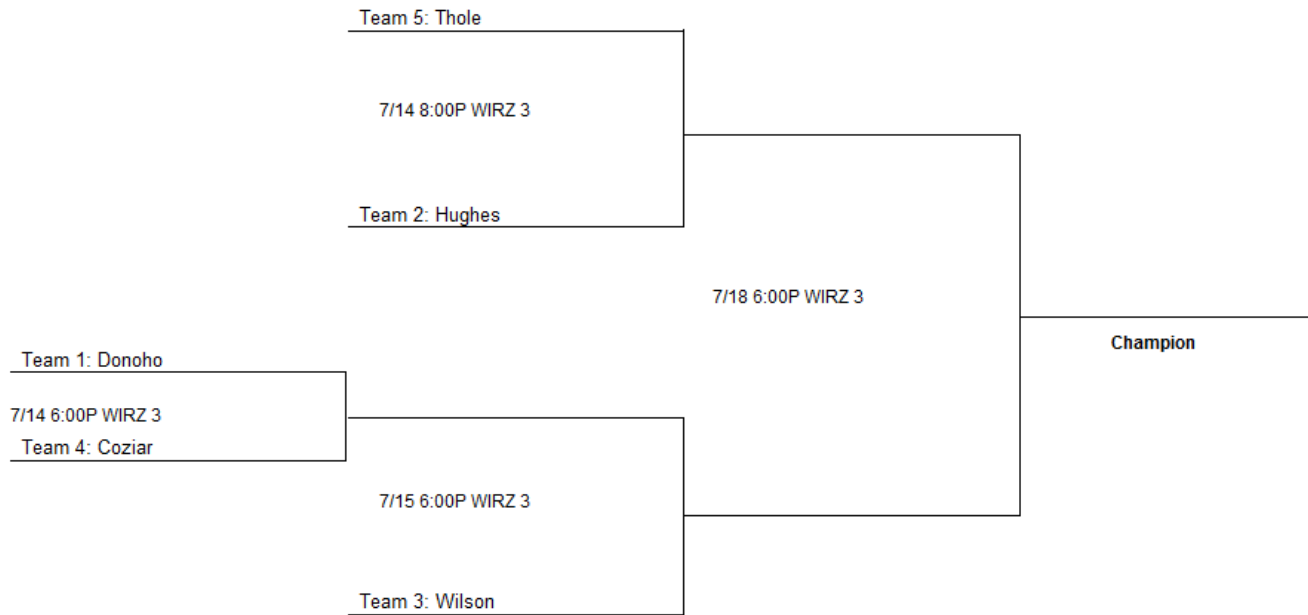 Team 5: Thole
7/14 8:00P WIRZ 3
Team 2: Hughes
7/18 6:00P WIRZ 3
Champion
Team 1: Donoho
7/14 6:00P WIRZ 3
Team 4: Coziar
7/15 6:00P WIRZ 3
Team 3: Wilson